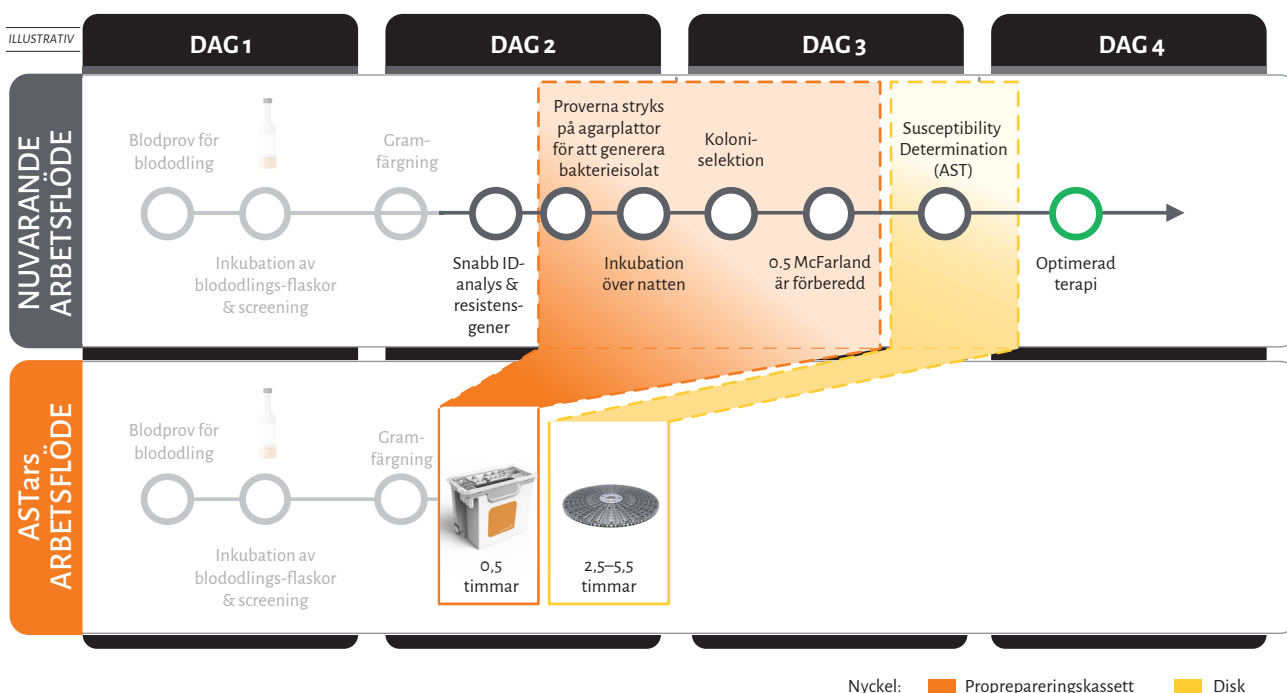 ILLUSTRATIV
DAG 1
DAG 2
DAG 3
DAG 4
NUVARANDE
ARBETSFLÖDE
Blodprov för
blododling
Inkubation av
blododlings-flaskor
& screening
Gram-
färgning
Snabb ID-
analys &
resistens-
gener
Proverna stryks
på agarplattor
för att generera
bakterieisolat
Inkubation
över natten
Koloni-
selektion
0.5 McFarland
är förberedd
Susceptibility
Determination
(AST)
Optimerad
terapi
ASTars
ARBETSFLÖDE
Blodprov för
blododling
Inkubation av
blododlings-flaskor
& screening
Gram-
färgning
0,5
timmar
2,5–5,5
timmar
Nyckel:
Proprepareringskassett
Disk